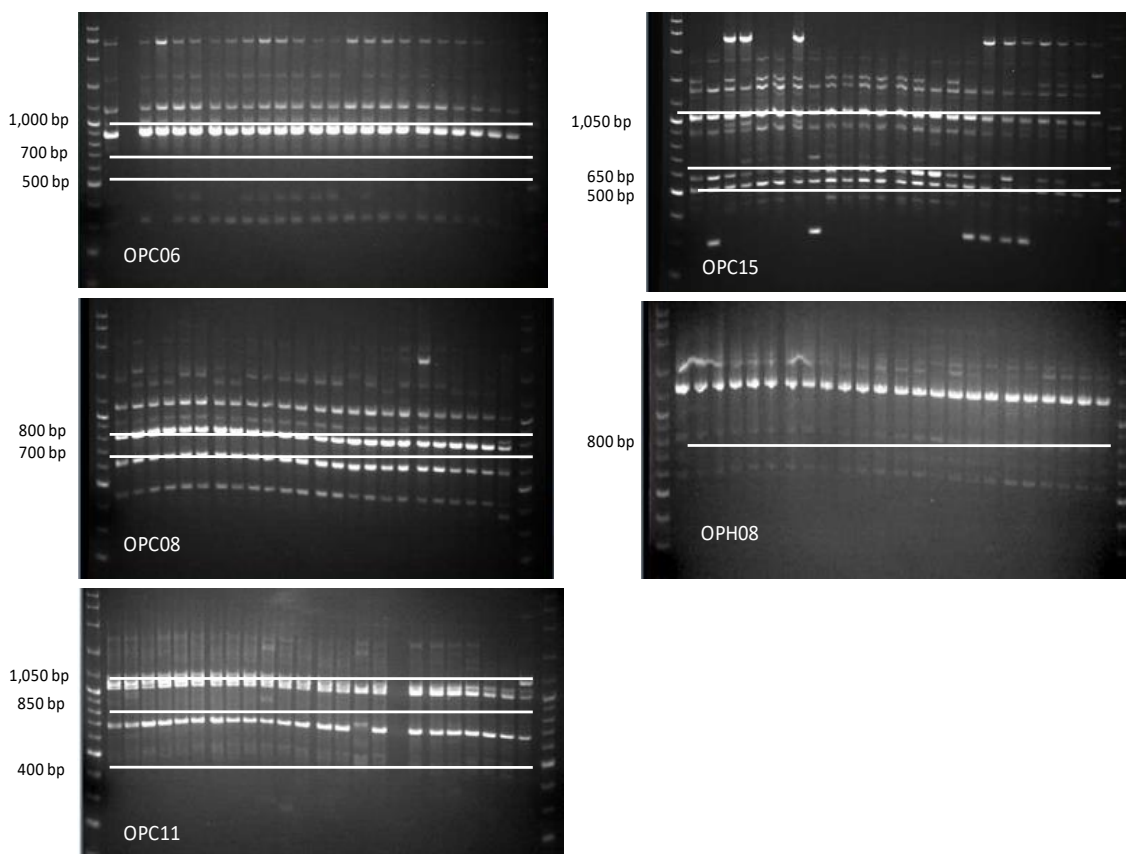 1,000 bp
700 bp
500 bp
OPC06
1,050 bp
650 bp
500 bp
OPC15
800 bp
700 bp
OPC08
800 bp
OPH08
1,050 bp
850 bp
400 bp
OPC11